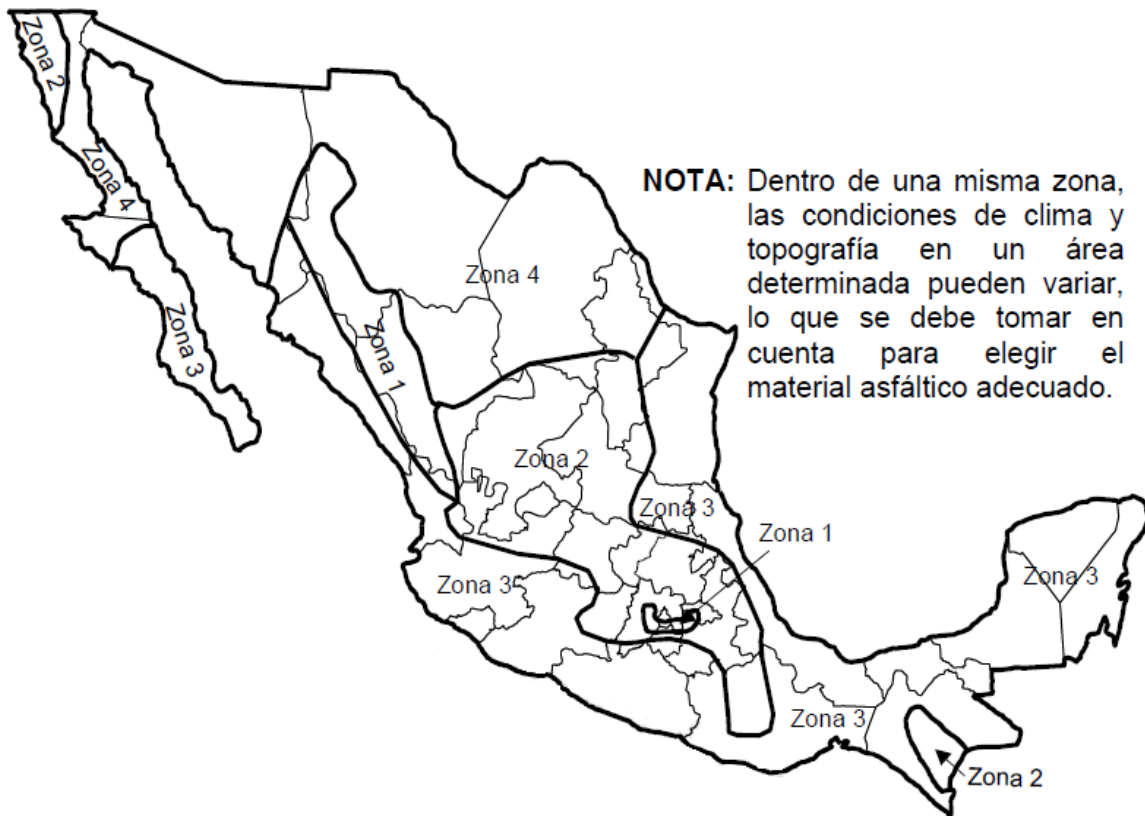 Zona 2
Zona 4
Zona 3
Zona 1
Zona 4
NOTA: Dentro de una misma zona,
las condiciones de clima y
topografía en un área
determinada pueden variar,
lo que se debe tomar en
cuenta para elegir el
material asfáltico adecuado.
Zona 2
Zona 3
Zona 1
Zona 3
Zona 3
Zona 3
Zona 2